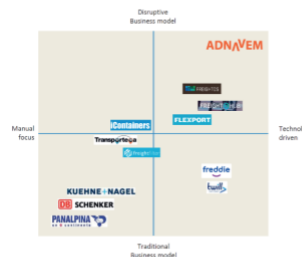 Disruptive
Business model
ADNAVEM
FLEXPORT
iContainers
Manual
focus
Technol
driven
Transporteca
freddie
twill
KUEHNE+NAGEL
DB SCHENKER
PANALPINA
Traditional
Business model